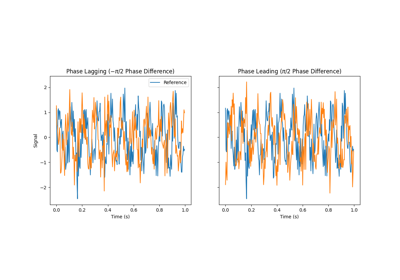 Phase Lagging (−π/2 Phase Difference)
Phase Leading (π/2 Phase Difference)
Reference
Signal
2
1
0
−1
−2
0.0 0.2 0.4 0.6 0.8 1.0
0.0 0.2 0.4 0.6 0.8 1.0
Time (s)
Time (s)